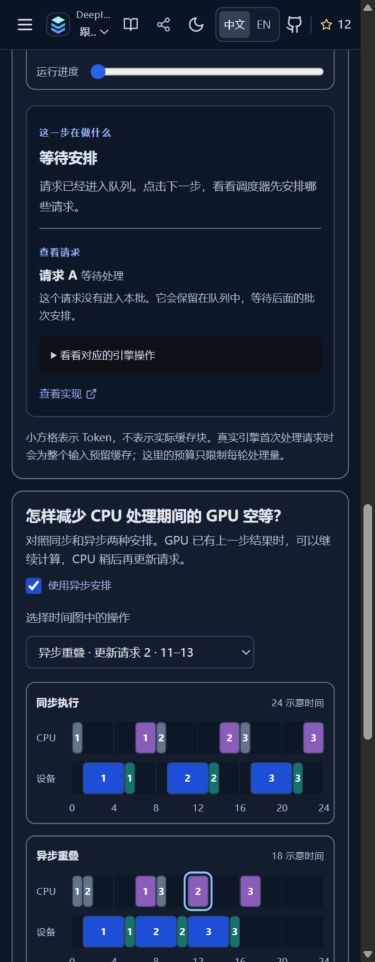 Deepl...
跟..
中文 EN
12
运行进度
这一步在做什么
等待安排
请求已经进入队列。点击下一步，看看调度器先安排哪
些请求。
查看请求
请求 A 等待处理
这个请求没有进入本批。它会保留在队列中，等待后面的批
次安排。
看看对应的引擎操作
查看实现
小方格表示 Token，不表示实际缓存块。真实引擎首次处理请求时
会为整个输入预留缓存；这里的预算只限制每轮处理量。
怎样减少 CPU 处理期间的 GPU 空等？
对照同步和异步两种安排。GPU 已有上一步结果时，可以继
续计算，CPU 稍后再更新请求。
使用异步安排
选择时间图中的操作
异步重叠 · 更新请求 2 · 11–13
同步执行 24 示意时间
CPU 1 1 2 2 3 3
设备 1 1 2 2 3 3
0 4 8 12 16 20 24
异步重叠 18 示意时间
CPU 1 2 1 3 2 3
设备 1 1 2 2 3 3
0 4 8 12 16 20 24